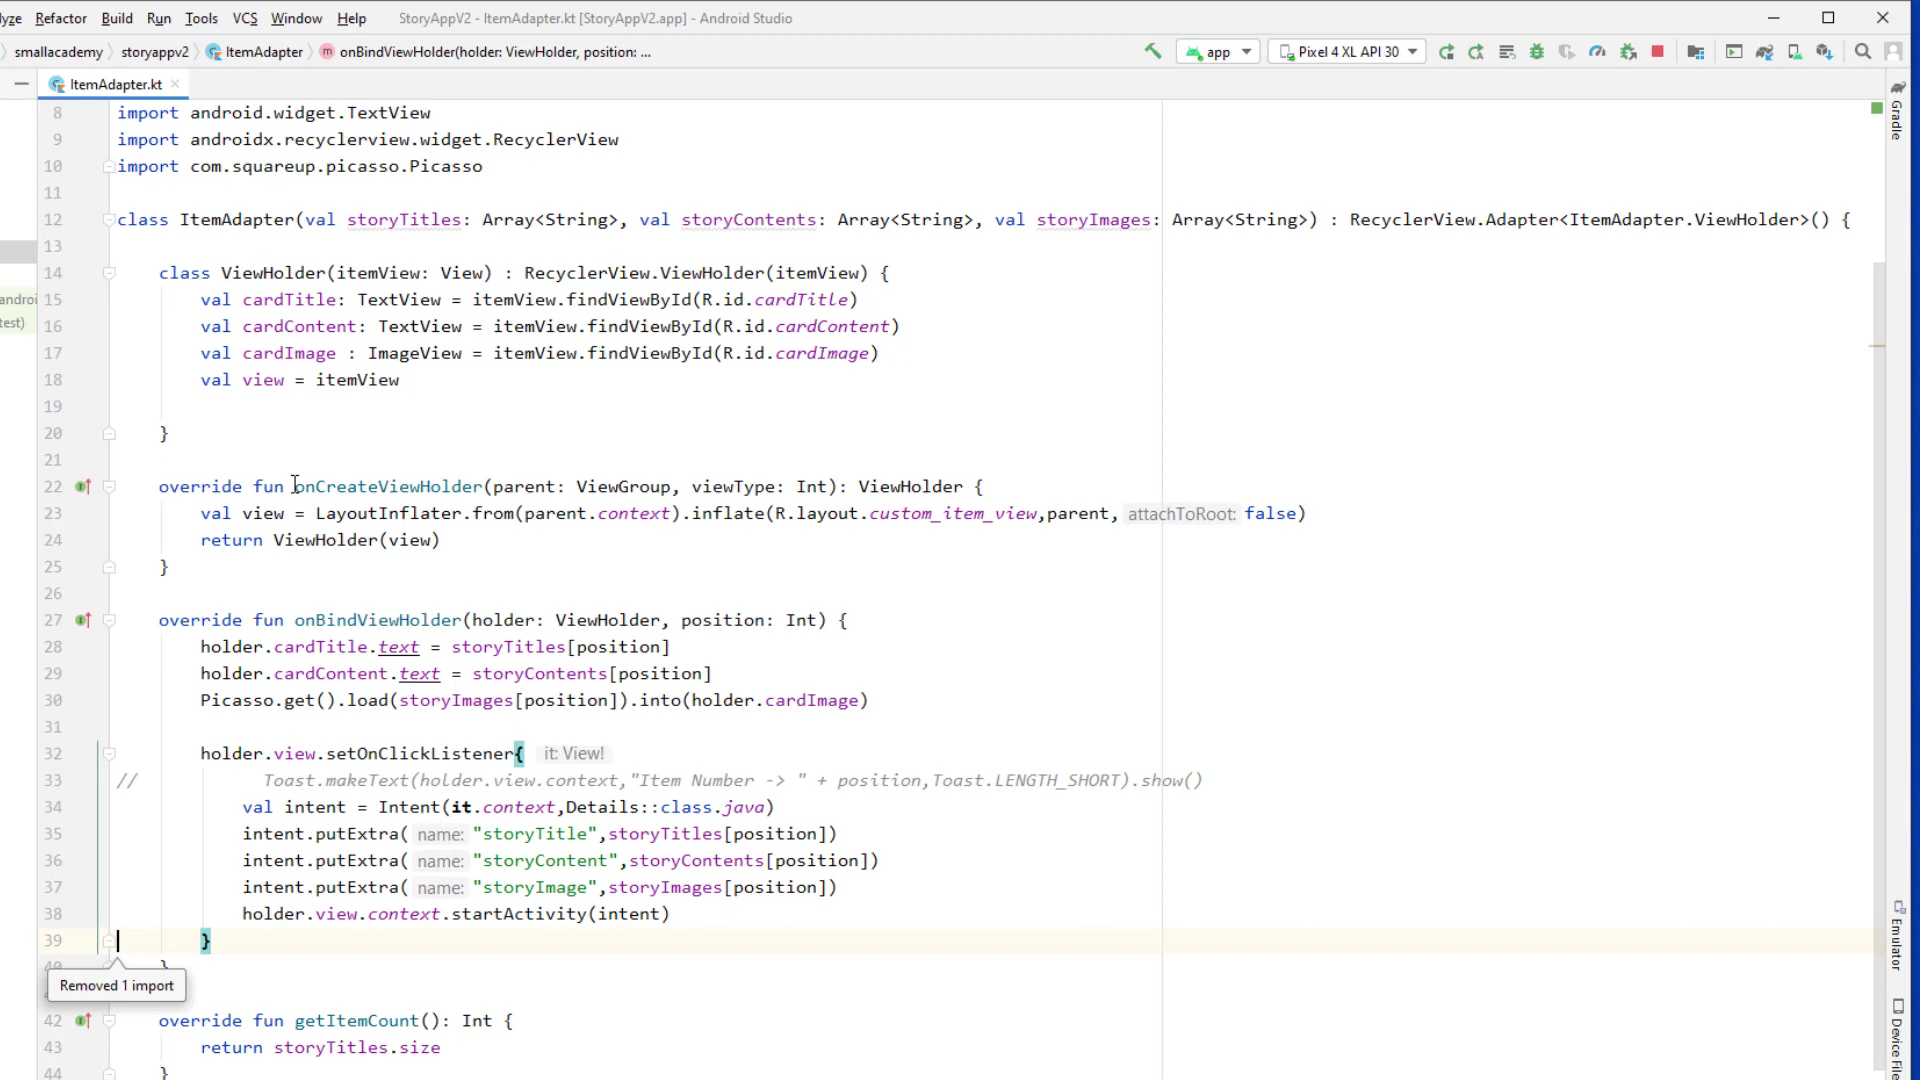 lyze Refactor Build Run Tools VCS Window Help StoryAppV2 - ItemAdapter.kt [StoryAppV2.app] - Android Studio
smallacademy storyappv2 ItemAdapter m onBindViewHolder(holder: ViewHolder, position: ... app Pixel 4 XL API 30
ItemAdapter.kt
8 import android.widget.TextView
9 import androidx.recyclerview.widget.RecyclerView
10 import com.squareup.picasso.Picasso
11
12 class ItemAdapter(val storyTitles: Array<String>, val storyContents: Array<String>, val storyImages: Array<String>) : RecyclerView.Adapter<ItemAdapter.ViewHolder>() {
13
14 class ViewHolder(itemView: View) : RecyclerView.ViewHolder(itemView) {
15 val cardTitle: TextView = itemView.findViewById(R.id.cardTitle)
16 val cardContent: TextView = itemView.findViewById(R.id.cardContent)
17 val cardImage : ImageView = itemView.findViewById(R.id.cardImage)
18 val view = itemView
19
20 }
21
22 override fun onCreateViewHolder(parent: ViewGroup, viewType: Int): ViewHolder {
23 val view = LayoutInflater.from(parent.context).inflate(R.layout.custom_item_view,parent, attachToRoot: false)
24 return ViewHolder(view)
25 }
26
27 override fun onBindViewHolder(holder: ViewHolder, position: Int) {
28 holder.cardTitle.text = storyTitles[position]
29 holder.cardContent.text = storyContents[position]
30 Picasso.get().load(storyImages[position]).into(holder.cardImage)
31
32 holder.view.setOnClickListener{ it: View!
33 // Toast.makeText(holder.view.context,"Item Number -> " + position,Toast.LENGTH_SHORT).show()
34 val intent = Intent(it.context,Details::class.java)
35 intent.putExtra( name: "storyTitle",storyTitles[position])
36 intent.putExtra( name: "storyContent",storyContents[position])
37 intent.putExtra( name: "storyImage",storyImages[position])
38 holder.view.context.startActivity(intent)
39 }
40 }
Removed 1 import
42 override fun getItemCount(): Int {
43 return storyTitles.size
44 }
androi
test)
Gradle
Emulator
Device File